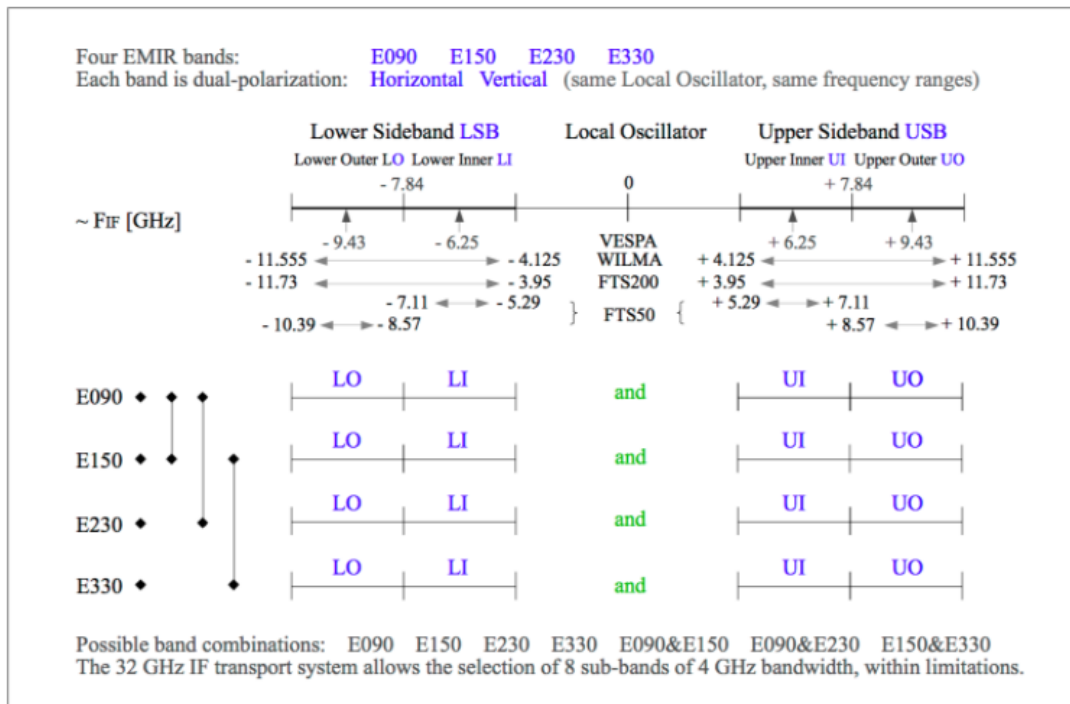 Four EMIR bands: E090 E150 E230 E330
Each band is dual-polarization: Horizontal Vertical (same Local Oscillator, same frequency ranges)
Lower Sideband LSB Local Oscillator Upper Sideband USB
Lower Outer LO Lower Inner LI Upper Inner UI Upper Outer UO
- 7.84 0 + 7.84
~ FIF [GHz]
- 9.43 - 6.25 VESPA + 6.25 + 9.43
- 11.555 - 4.125 WILMA + 4.125 + 11.555
- 11.73 - 3.95 FTS200 + 3.95 + 11.73
- 7.11 - 5.29 } FTS50 { + 5.29 + 7.11
- 10.39 - 8.57 + 8.57 + 10.39
E090 LO LI and UI UO
E150 LO LI and UI UO
E230 LO LI and UI UO
E330 LO LI and UI UO
Possible band combinations: E090 E150 E230 E330 E090&E150 E090&E230 E150&E330
The 32 GHz IF transport system allows the selection of 8 sub-bands of 4 GHz bandwidth, within limitations.